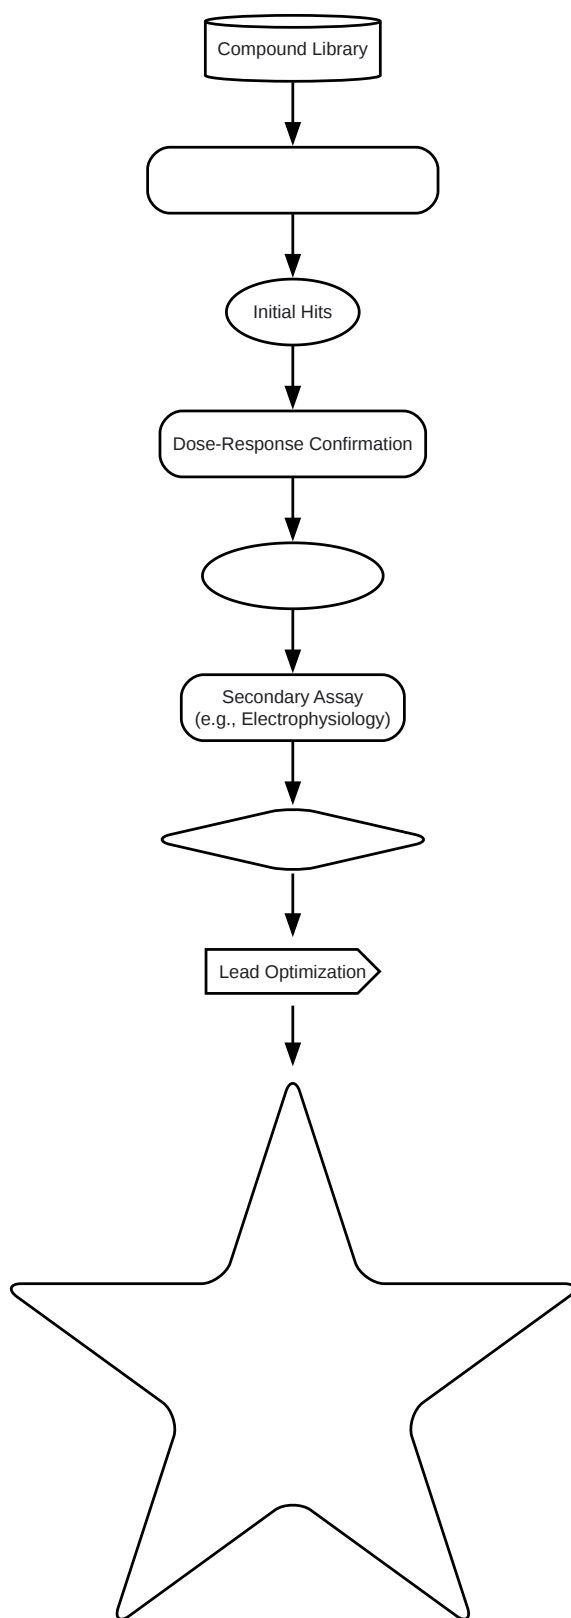 Compound Library
Initial Hits
Dose-Response Confirmation
Secondary Assay
(e.g., Electrophysiology)
Lead Optimization